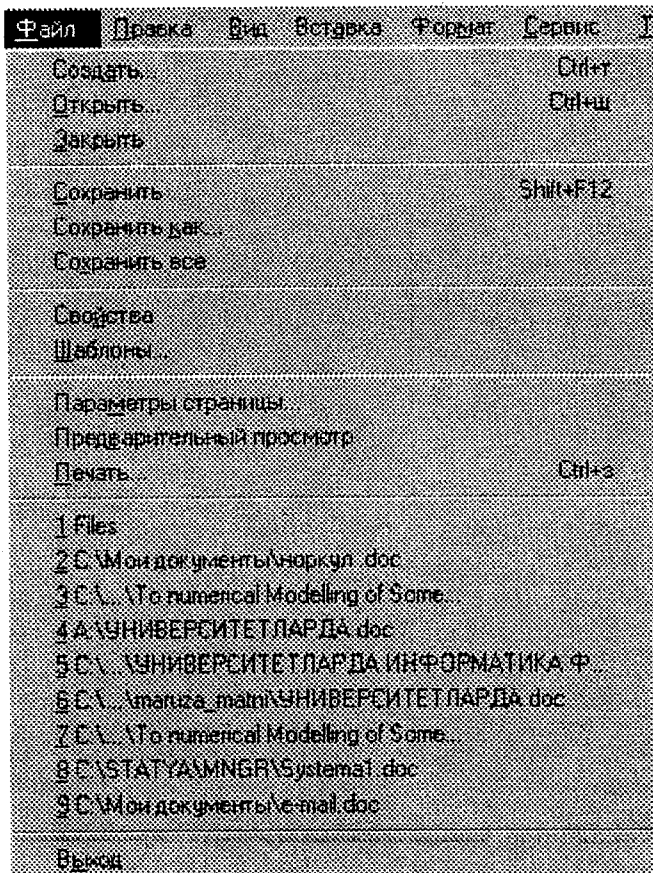 Файл Правка Вид Вставка Формат Сервис
Создать... Ctrl+т
Открыть... Ctrl+щ
Закрыть
Сохранить Shift+F12
Сохранить как...
Сохранить все
Свойства
Шаблоны...
Параметры страницы...
Предварительный просмотр
Печать... Ctrl+з
1 Files
2 C:\Мои документы\норкул .doc
3 C:\...\To numerical Modelling of Some...
4 A:\УНИВЕРСИТЕТЛАРДА.doc
5 C:\...\УНИВЕРСИТЕТЛАРДА ИНФОРМАТИКА Ф...
6 C:\...\maruza_matni\УНИВЕРСИТЕТЛАРДА.doc
7 C:\...\To numerical Modelling of Some...
8 C:\STATYA\MNGR\Systema1.doc
9 C:\Мои документы\e-mail.doc
Выход